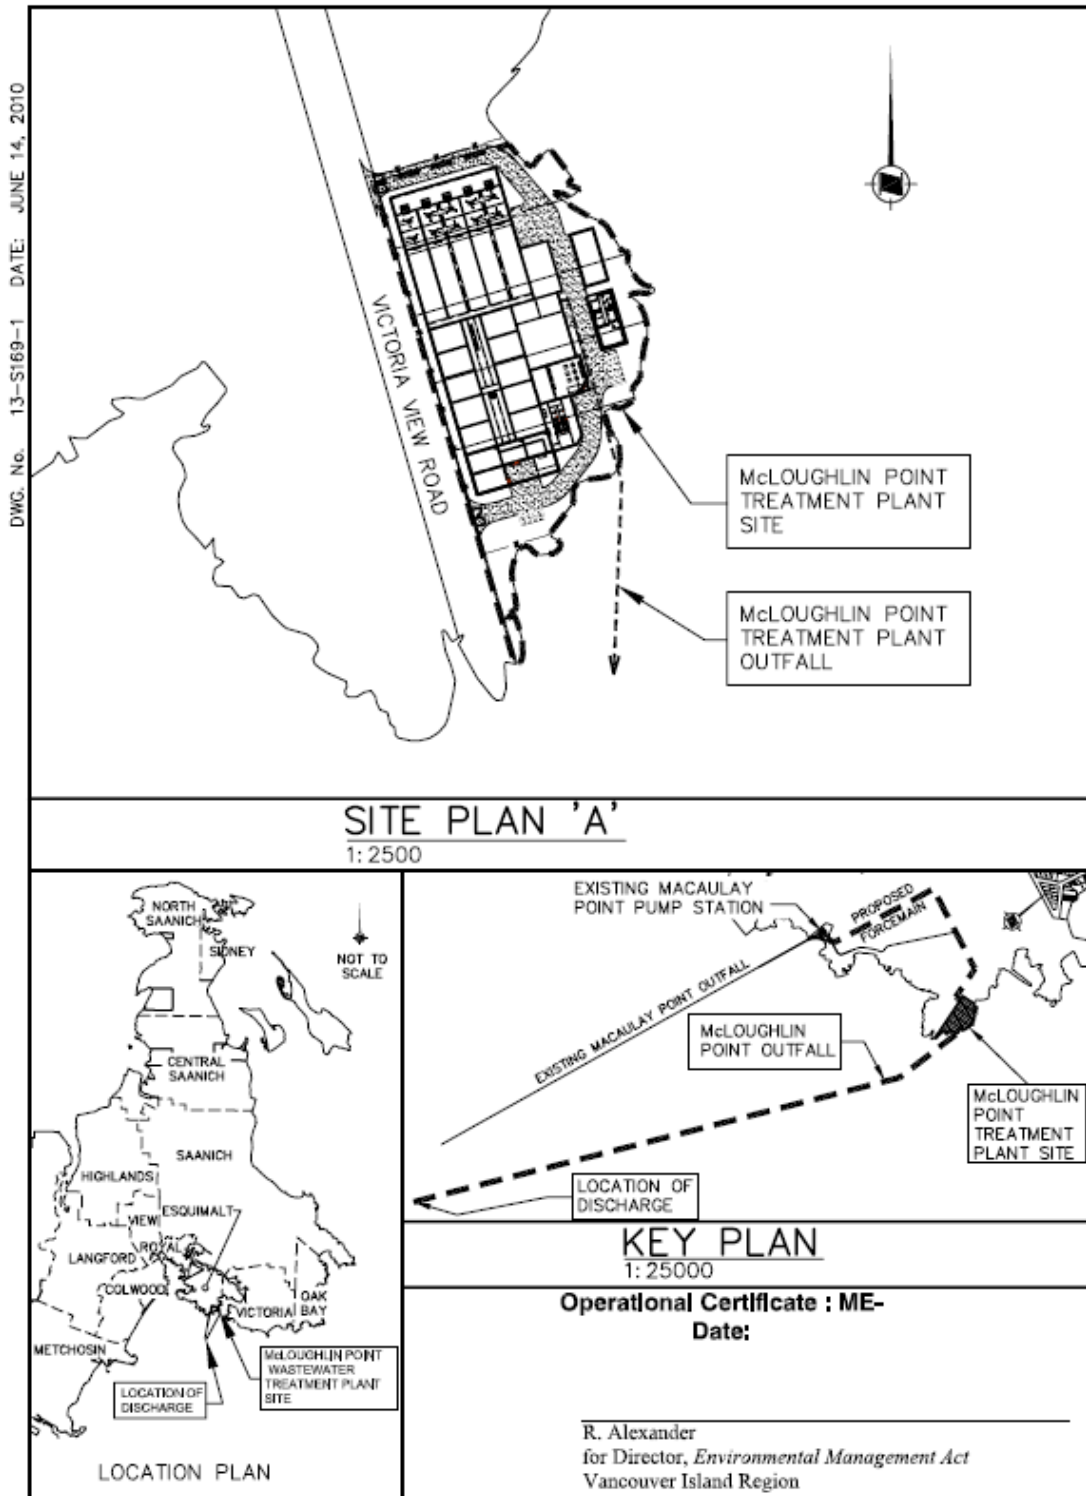 DWG. No. 13-S169-1 DATE: JUNE 14, 2010
VICTORIA VIEW ROAD
McLOUGHLIN POINT
TREATMENT PLANT
SITE
McLOUGHLIN POINT
TREATMENT PLANT
OUTFALL
SITE PLAN 'A'
1:2500
NORTH
SAANICH
SIDNEY
NOT TO
SCALE
CENTRAL
SAANICH
SAANICH
HIGHLANDS
ESQUIMALT
VIEW
ROYAL
LANGFORD
COLWOOD
VICTORIA
OAK
BAY
METCHOSIN
McLOUGHLIN POINT
WASTEWATER
TREATMENT PLANT
SITE
LOCATION OF
DISCHARGE
LOCATION PLAN
EXISTING MACAULAY
POINT PUMP STATION
PROPOSED
FORCEMAIN
EXISTING MACAULAY POINT OUTFALL
McLOUGHLIN
POINT OUTFALL
McLOUGHLIN
POINT
TREATMENT
PLANT SITE
LOCATION OF
DISCHARGE
KEY PLAN
1:25000
Operational Certificate : ME-
Date:
R. Alexander
for Director, Environmental Management Act
Vancouver Island Region